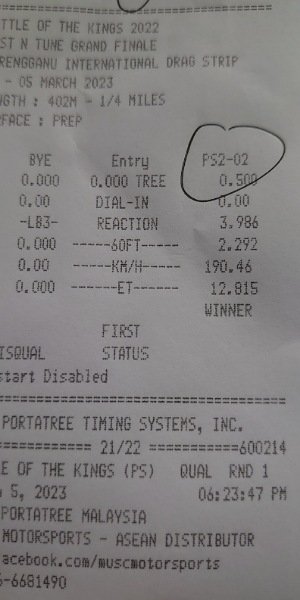 ===============================
TTLE OF THE KINGS 2022
ST N TUNE GRAND FINALE
RENGGANU INTERNATIONAL DRAG STRIP
- 05 MARCH 2023
NGTH : 402M - 1/4 MILES
RFACE : PREP
BYE Entry PS2-02
0.000 0.000 TREE 0.500
0.00 DIAL-IN 0.00
-LB3- REACTION 3.986
0.000 -----60FT----- 2.292
0.00 -----KM/H----- 190.46
0.000 ------ET------ 12.815
WINNER
FIRST
ISQUAL STATUS
start Disabled
===============================
PORTATREE TIMING SYSTEMS, INC.
=========== 21/22 ===========600214
LE OF THE KINGS (PS) QUAL RND 1
5, 2023 06:23:47 PM
PORTATREE MALAYSIA
MOTORSPORTS - ASEAN DISTRIBUTOR
acebook.com/muscmotorsports
-6681490